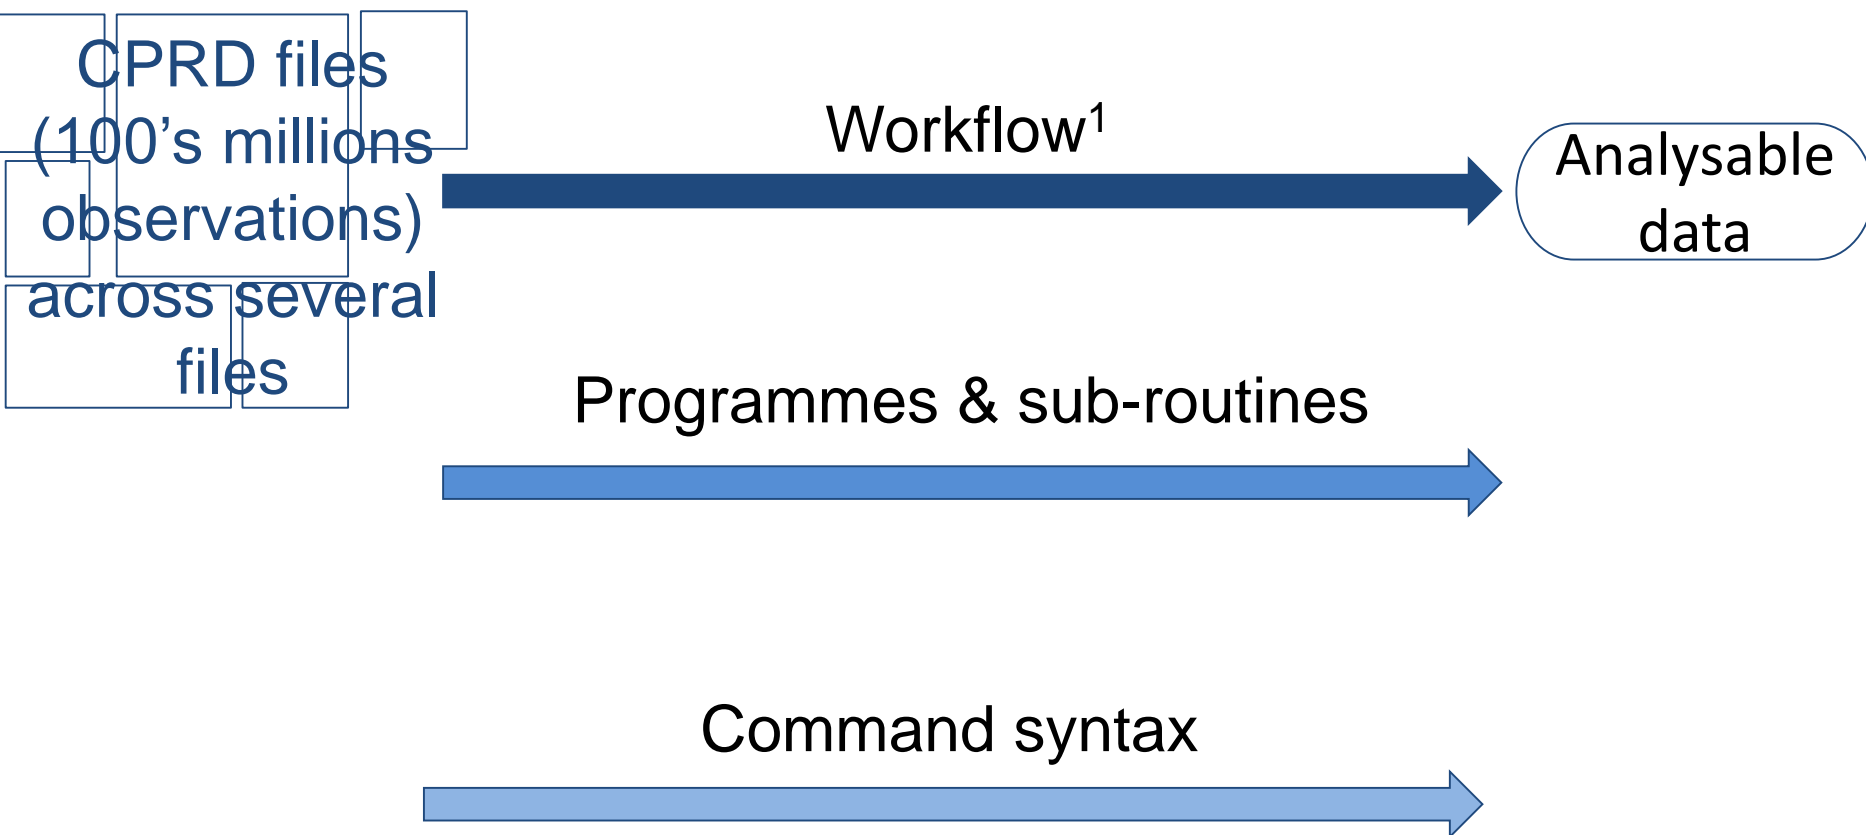 CPRD files
(100’s millions
observations)
across several
files
Workflow¹
Analysable
data
Programmes & sub-routines
Command syntax